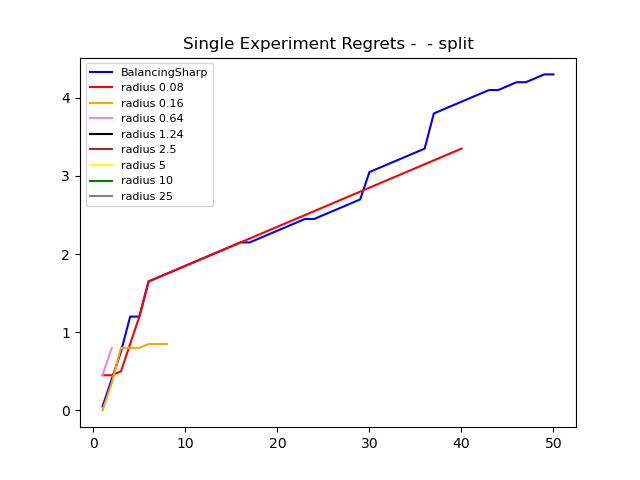 Single Experiment Regrets -  - split
BalancingSharp
radius 0.08
radius 0.16
radius 0.64
radius 1.24
radius 2.5
radius 5
radius 10
radius 25
4
3
2
1
0
0 10 20 30 40 50